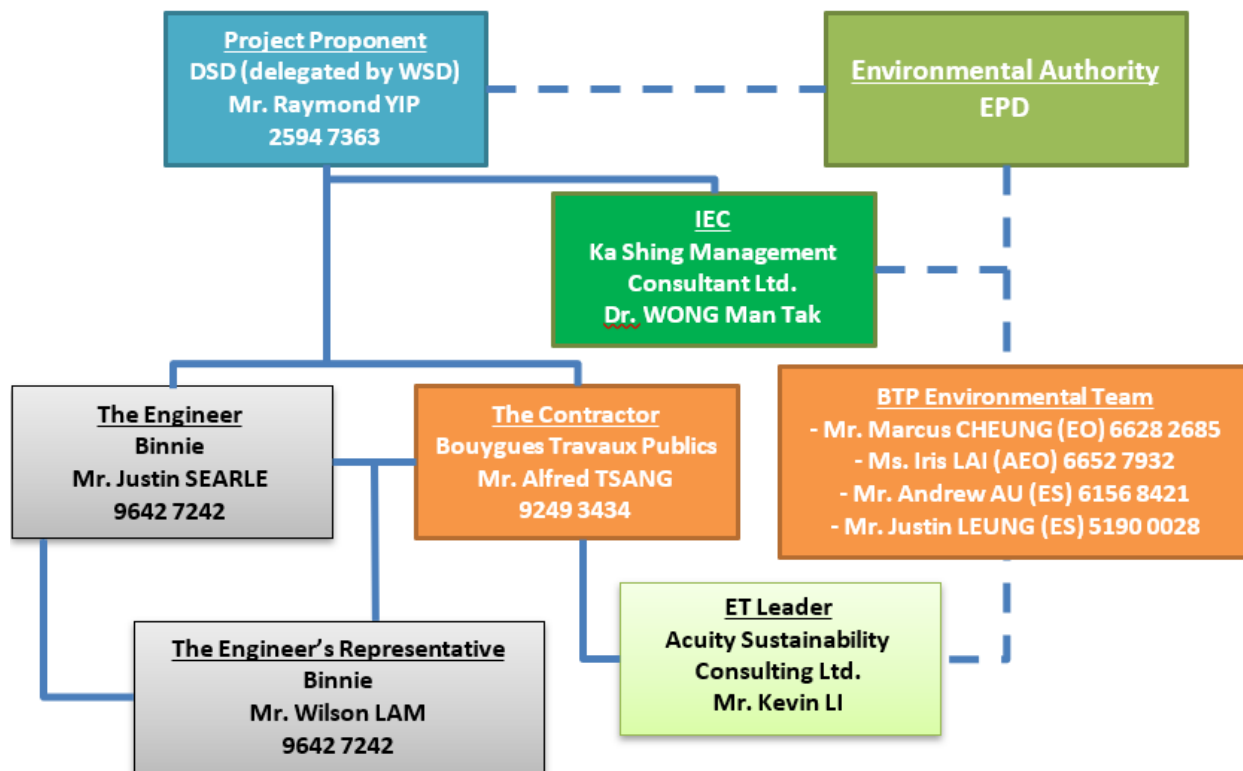 Project Proponent
DSD (delegated by WSD)
Mr. Raymond YIP
2594 7363
Environmental Authority
EPD
IEC
Ka Shing Management
Consultant Ltd.
Dr. WONG Man Tak
The Engineer
Binnie
Mr. Justin SEARLE
9642 7242
The Contractor
Bouygues Travaux Publics
Mr. Alfred TSANG
9249 3434
BTP Environmental Team
- Mr. Marcus CHEUNG (EO) 6628 2685
- Ms. Iris LAI (AEO) 6652 7932
- Mr. Andrew AU (ES) 6156 8421
- Mr. Justin LEUNG (ES) 5190 0028
The Engineer's Representative
Binnie
Mr. Wilson LAM
9642 7242
ET Leader
Acuity Sustainability
Consulting Ltd.
Mr. Kevin LI